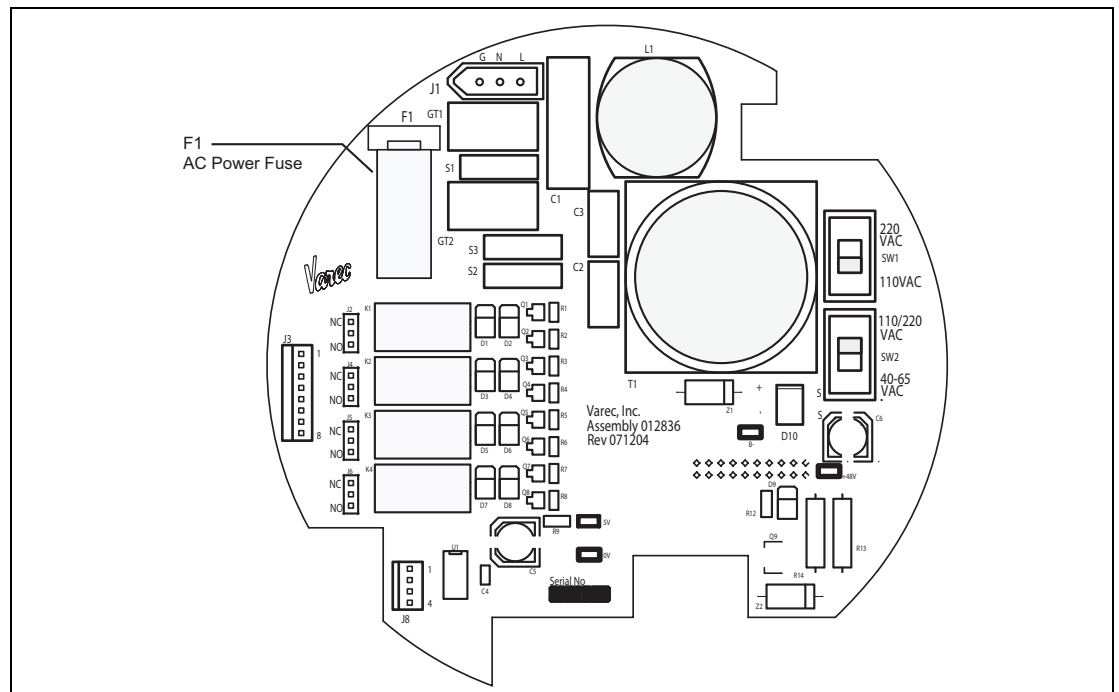 G N L
L1
J1
GT1
F1
F1
AC Power Fuse
S1
C1
C3
GT2
S3
S2
C2
220
VAC
SW1
110VAC
Varec
110/220
VAC
SW2
40-65
VAC
J2
K1
Q1
R1
NC
D1
D2
Q2
R2
NO
J3
1
J4
K2
Q3
R3
NC
D3
D4
Q4
R4
NO
T1
Z1
+
-
D10
S
S
C6
J5
K3
Q5
R5
NC
D5
D6
Q6
R6
NO
8
Varec, Inc.
Assembly 012836
Rev 071204
B-
J6
K4
Q7
R7
NC
D7
D8
Q8
R8
NO
+48V
D9
R12
R9
5V
Q9
R13
U1
0V
1
C5
C4
R14
4
Serial No
Z2
J8